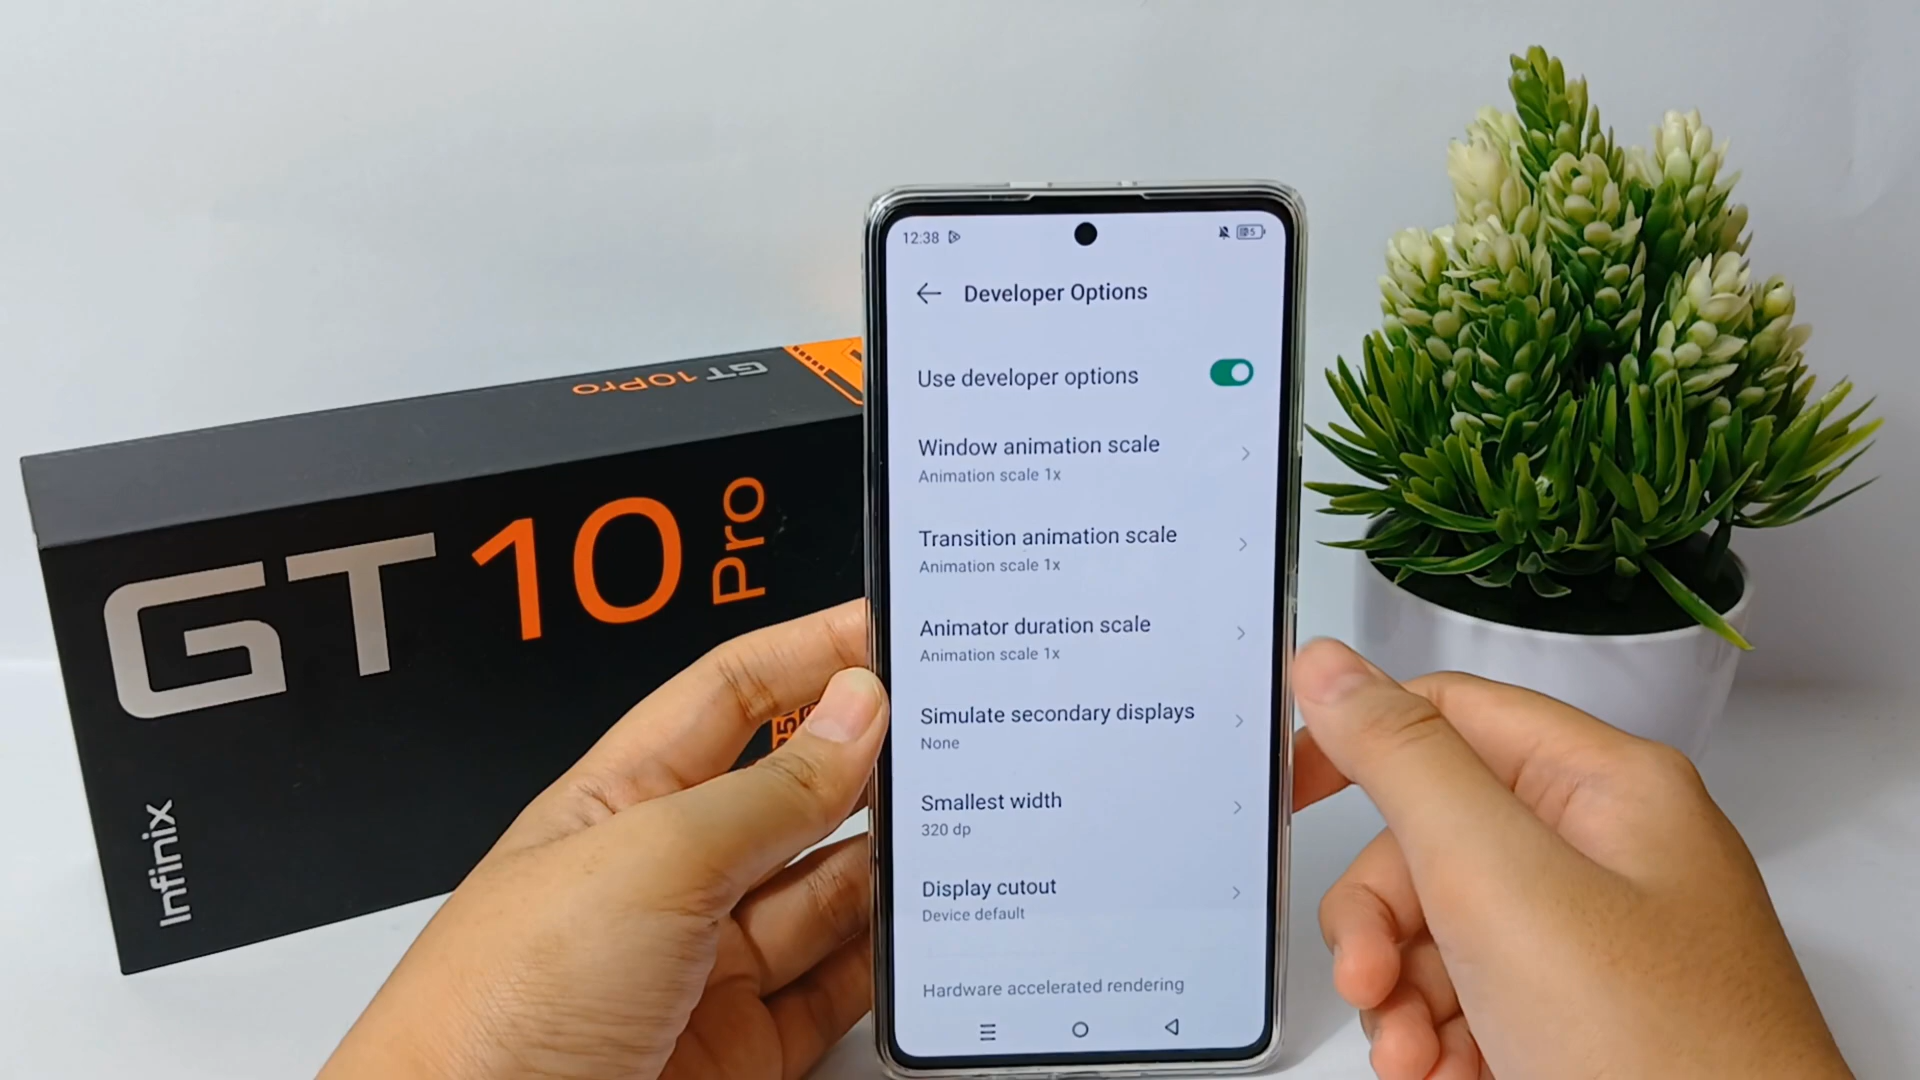 GT 10Pro
GT 10 Pro
Infinix
12:38
Developer Options
Use developer options
Window animation scale
Animation scale 1x
Transition animation scale
Animation scale 1x
Animator duration scale
Animation scale 1x
Simulate secondary displays
None
Smallest width
320 dp
Display cutout
Device default
Hardware accelerated rendering